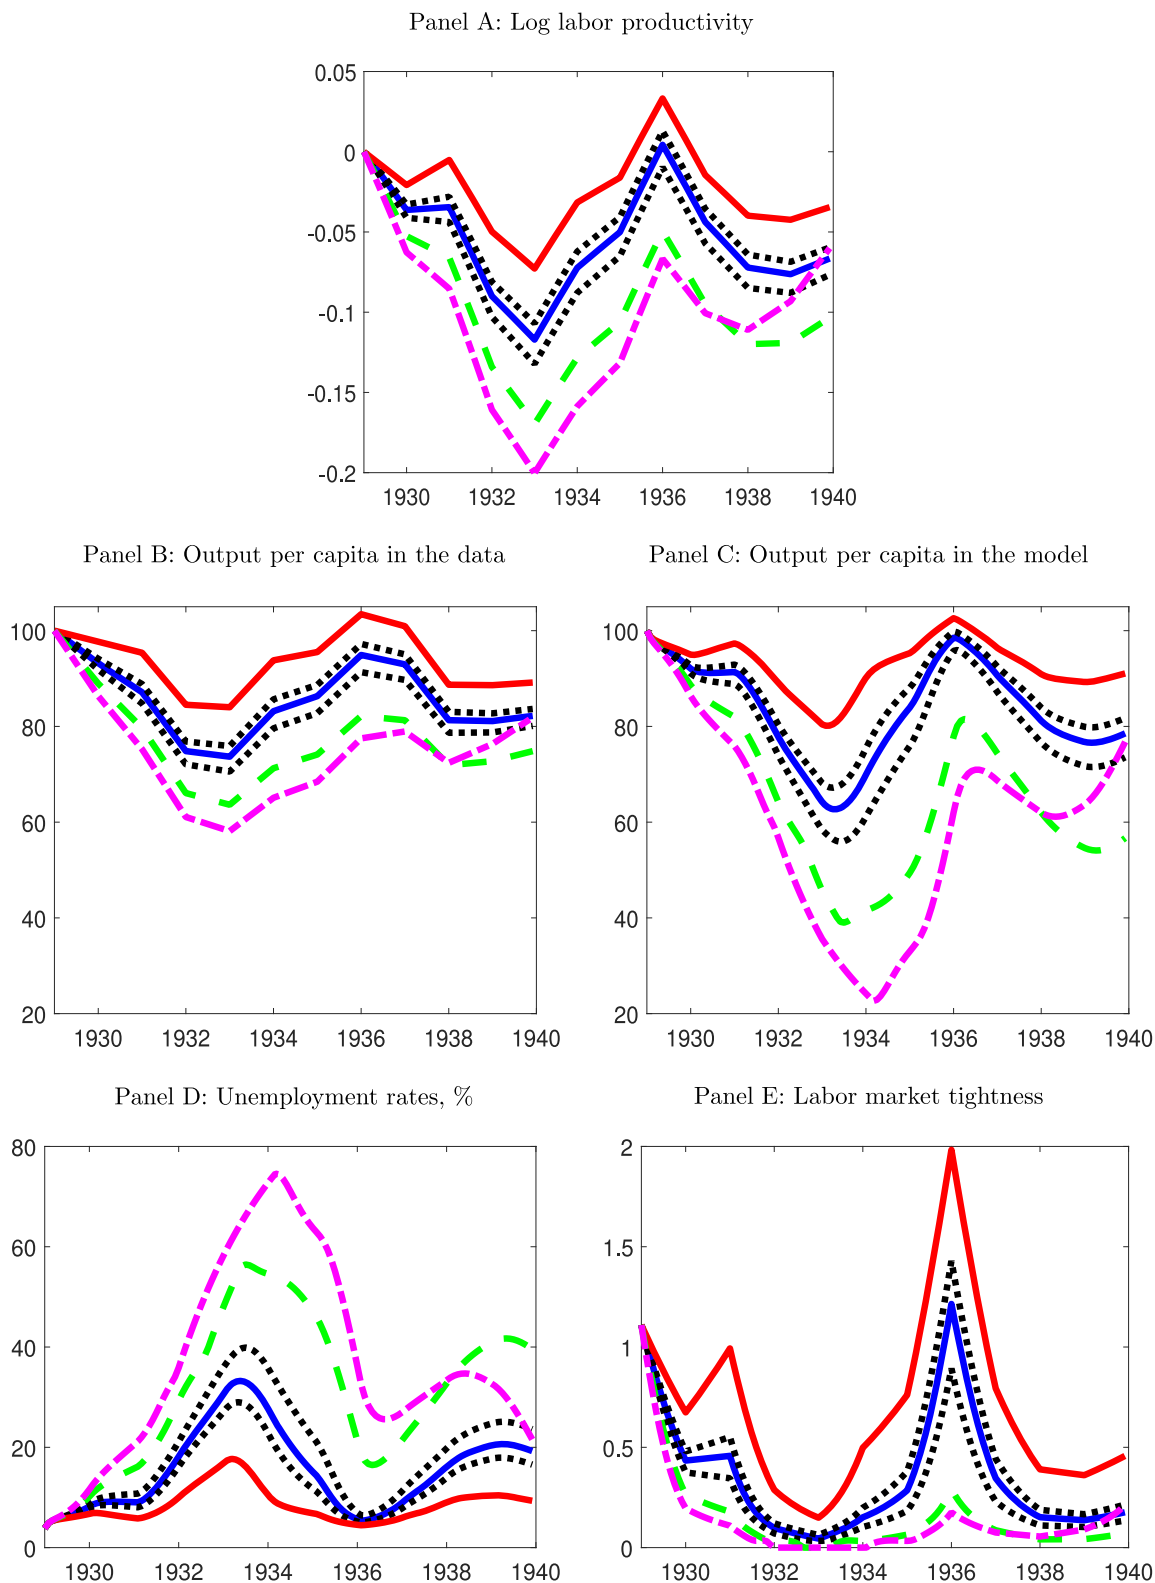 Panel A: Log labor productivity
0.05
0
-0.05
-0.1
-0.15
-0.2
1930 1932 1934 1936 1938 1940
Panel B: Output per capita in the data
100
80
60
40
20
1930 1932 1934 1936 1938 1940
Panel C: Output per capita in the model
100
80
60
40
20
1930 1932 1934 1936 1938 1940
Panel D: Unemployment rates, %
80
60
40
20
0
1930 1932 1934 1936 1938 1940
Panel E: Labor market tightness
2
1.5
1
0.5
0
1930 1932 1934 1936 1938 1940